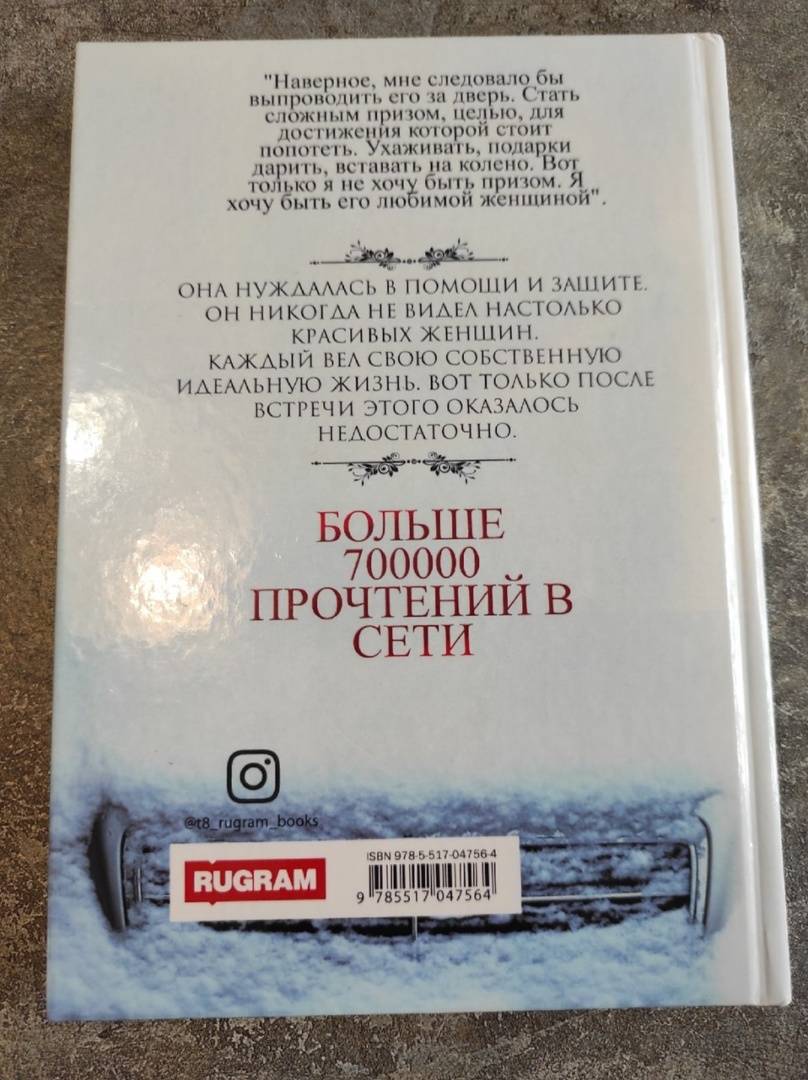 "Наверное, мне следовало бы
выпроводить его за дверь. Стать
сложным призом, целью, для
достижения которой стоит
попотеть. Ухаживать, подарки
дарить, вставать на колено. Вот
только я не хочу быть призом. Я
хочу быть его любимой женщиной".
ОНА НУЖДАЛАСЬ В ПОМОЩИ И ЗАЩИТЕ.
ОН НИКОГДА НЕ ВИДЕЛ НАСТОЛЬКО
КРАСИВЫХ ЖЕНЩИН.
КАЖДЫЙ ВЕЛ СВОЮ СОБСТВЕННУЮ
ИДЕАЛЬНУЮ ЖИЗНЬ. ВОТ ТОЛЬКО ПОСЛЕ
ВСТРЕЧИ ЭТОГО ОКАЗАЛОСЬ
НЕДОСТАТОЧНО.
БОЛЬШЕ
700000
ПРОЧТЕНИЙ В
СЕТИ
@t8_rugram_books
RUGRAM
ISBN 978-5-517-04756-4
9 785517 047564